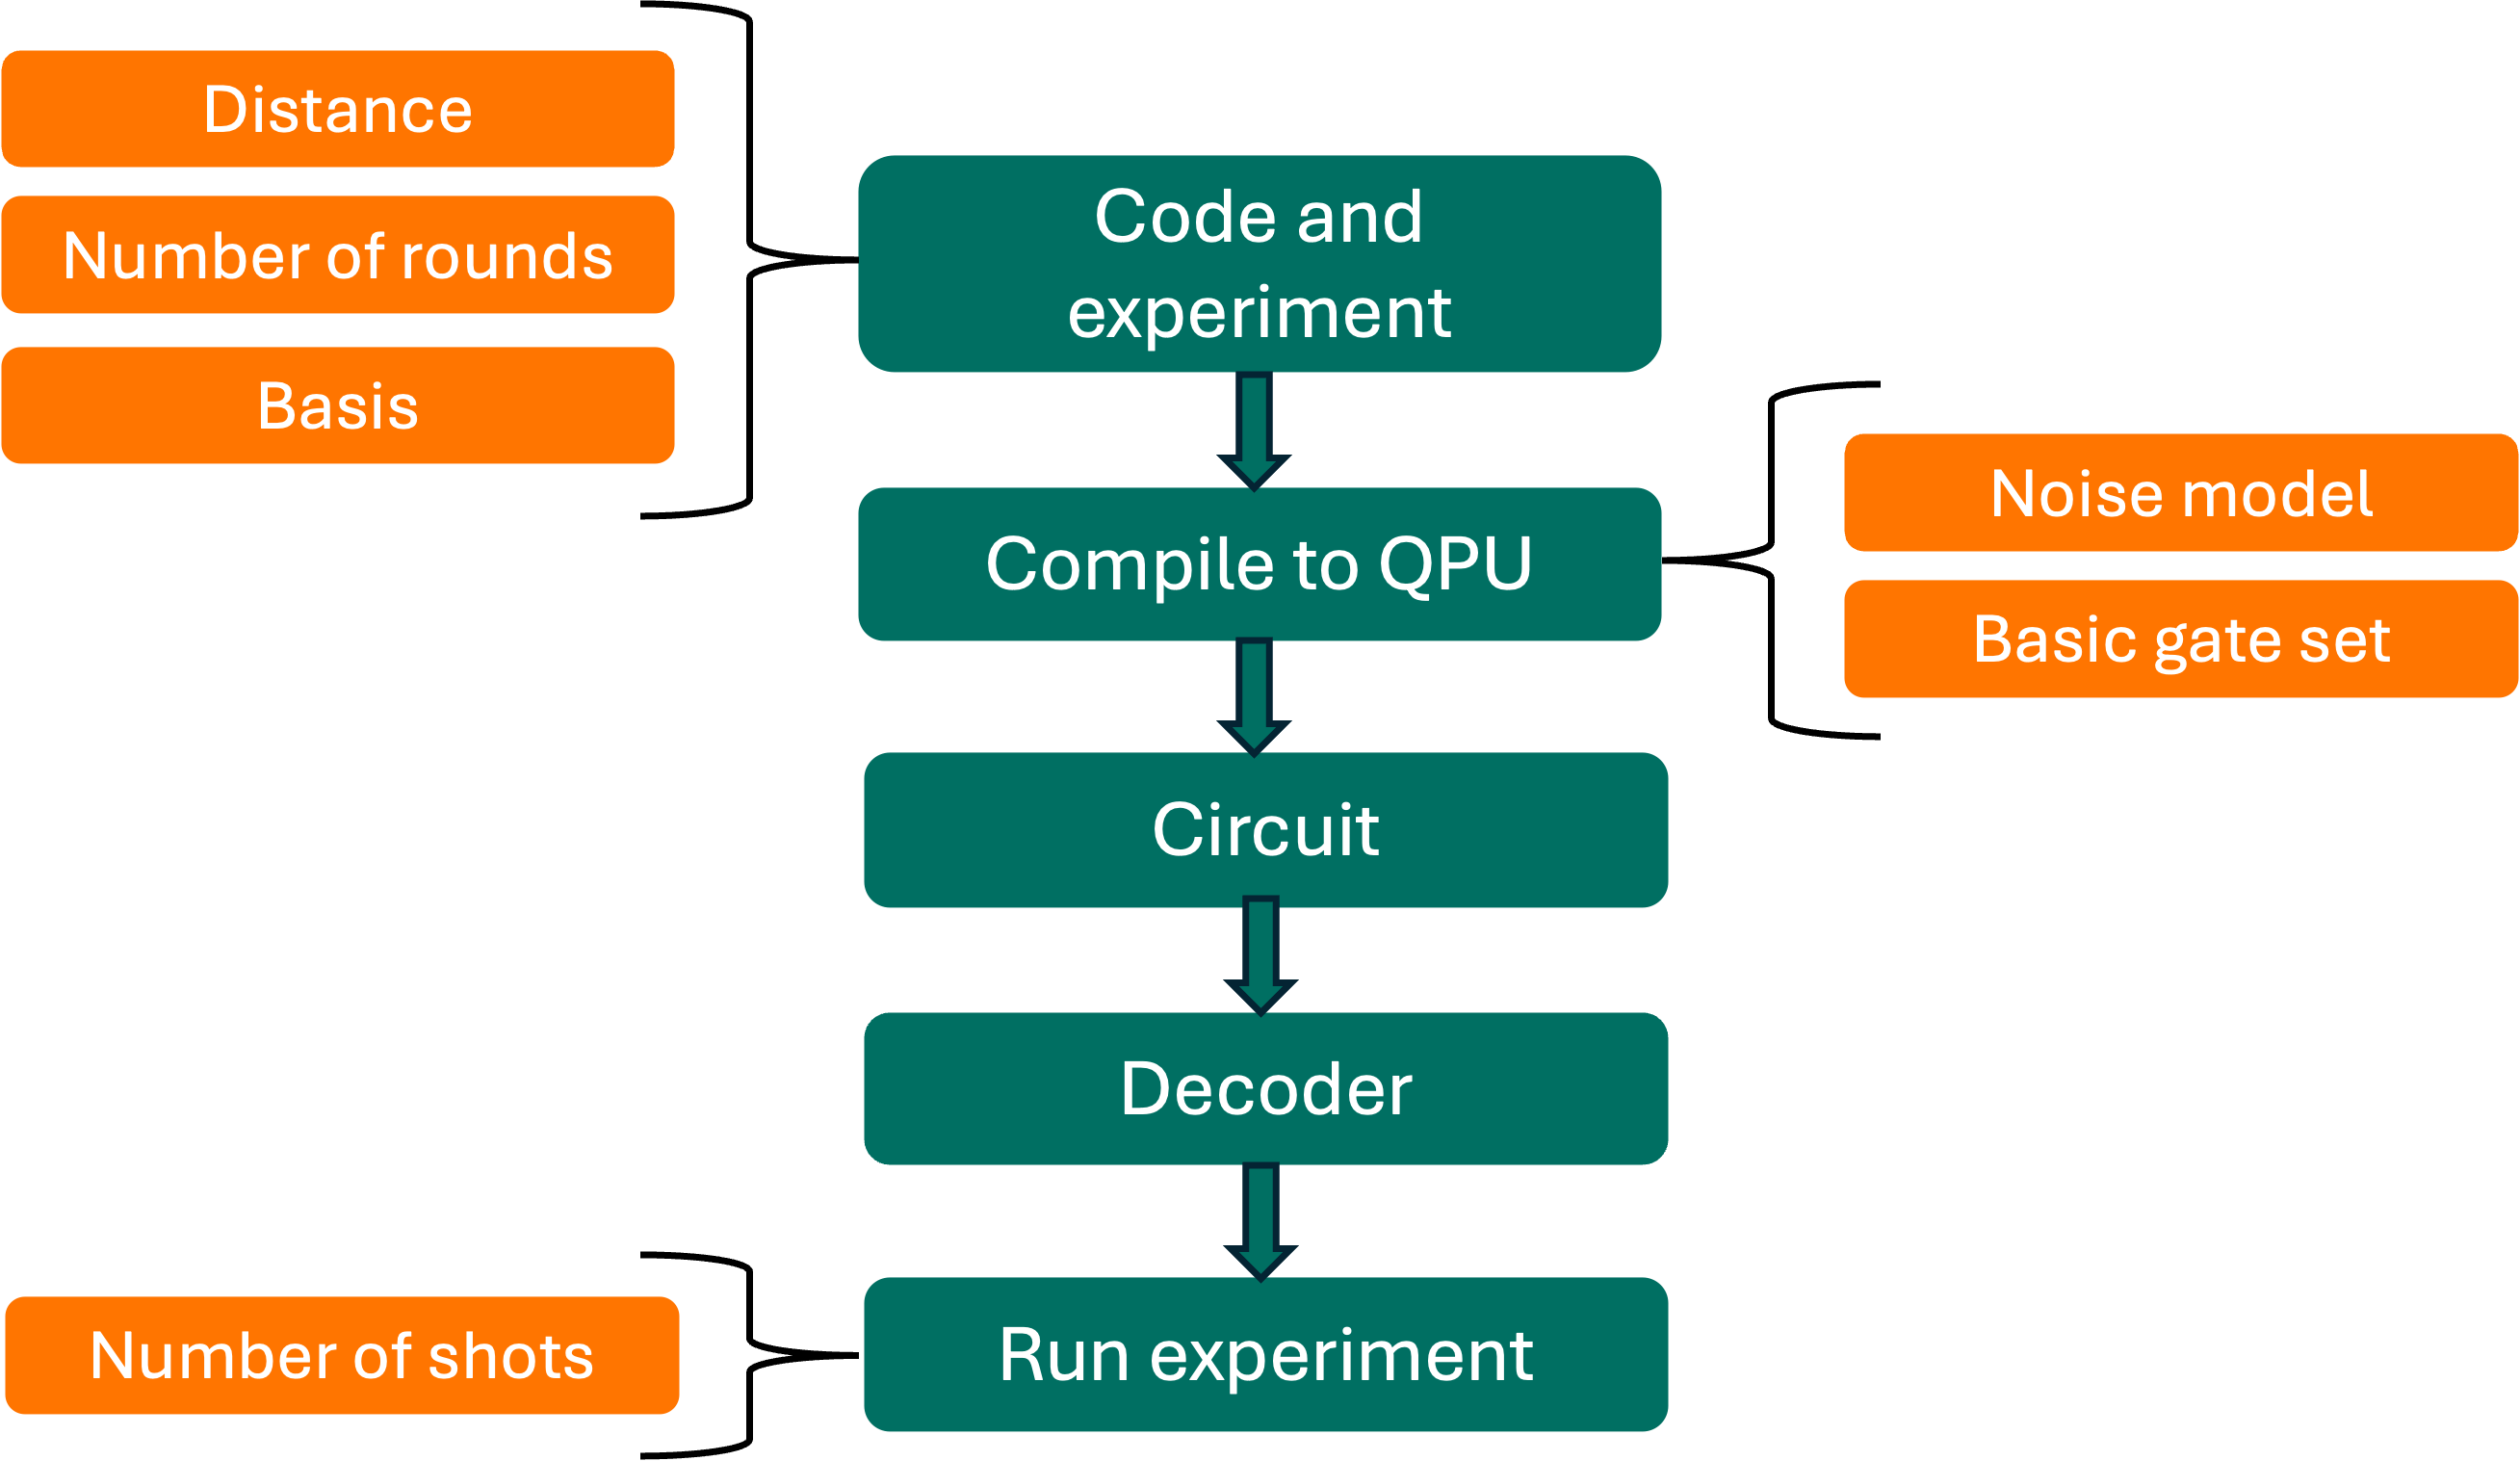 Distance
Number of rounds
Basis
Code and
experiment
Compile to QPU
Noise model
Basic gate set
Circuit
Decoder
Number of shots
Run experiment